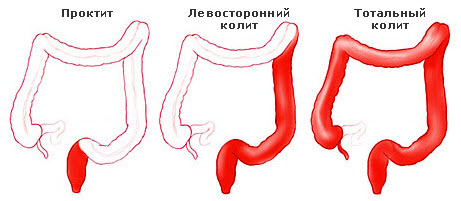 Проктит
Левосторонний
колит
Тотальный
колит